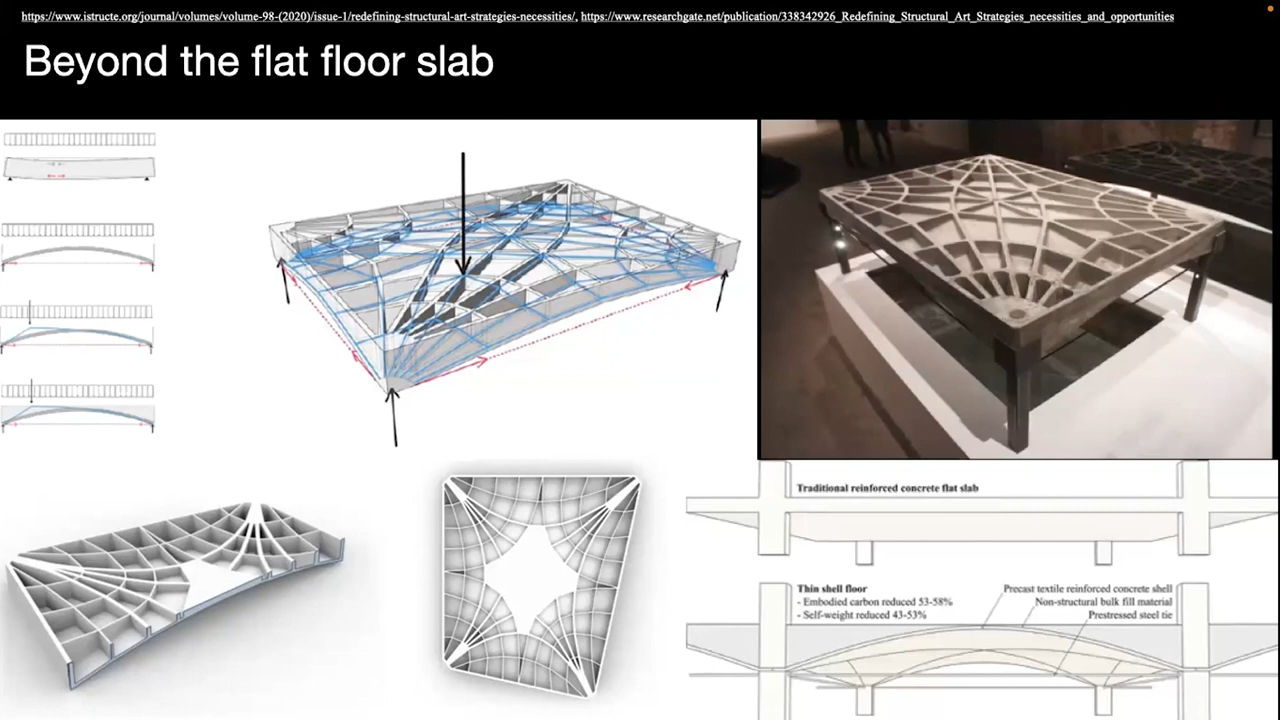 https://www.istructe.org/journal/volumes/volume-98-(2020)/issue-1/redefining-structural-art-strategies-necessities/, https://www.researchgate.net/publication/338342926_Redefining_Structural_Art_Strategies_necessities_and_opportunities
Beyond the flat floor slab
Traditional reinforced concrete flat slab
Thin shell floor
- Embodied carbon reduced 53-58%
- Self-weight reduced 43-53%
Precast textile reinforced concrete shell
Non-structural bulk fill material
Prestressed steel tie